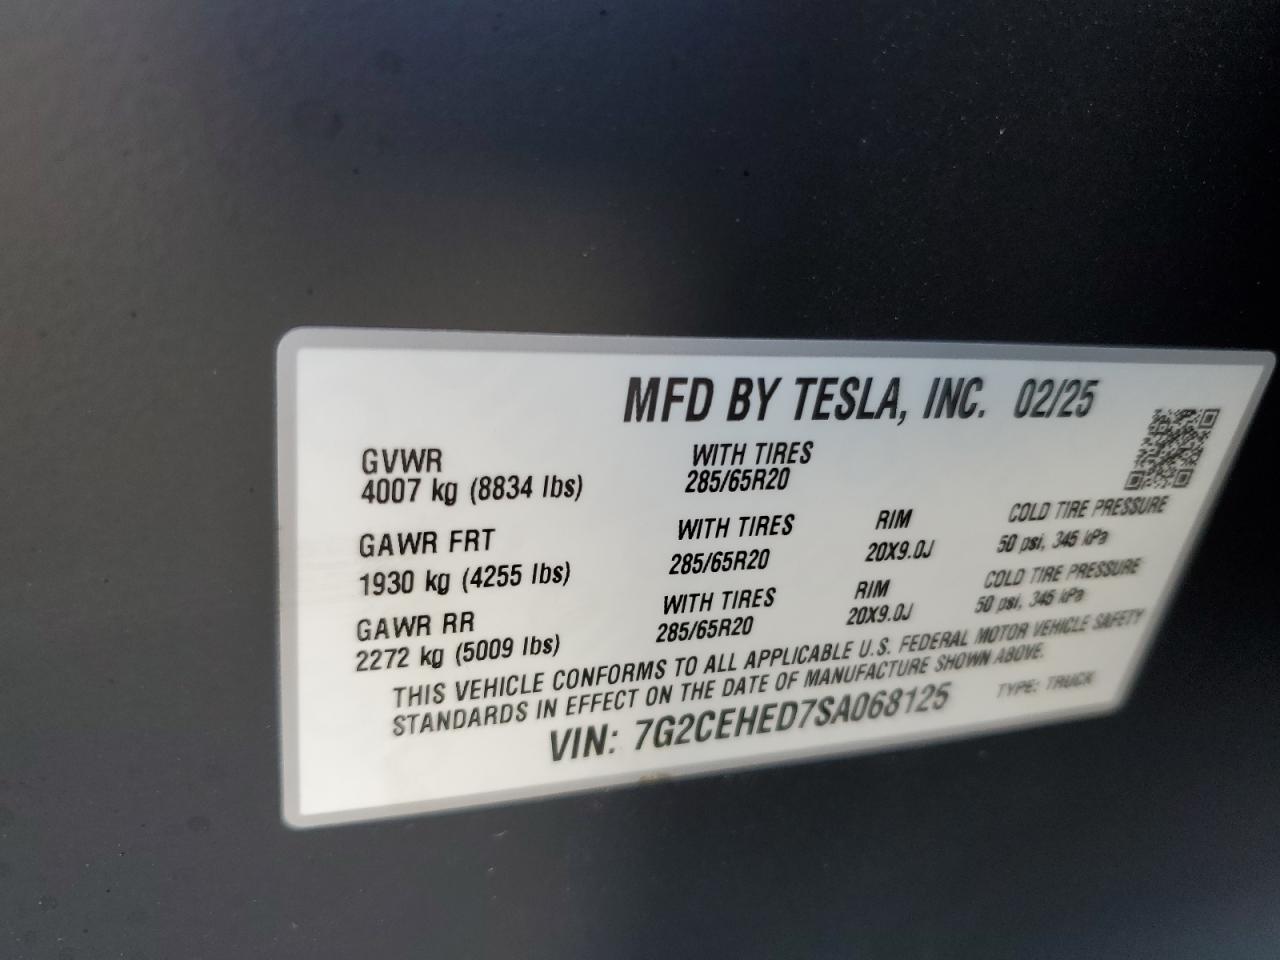 MFD BY TESLA, INC. 02/25
GVWR
4007 kg (8834 lbs)
WITH TIRES
285/65R20
GAWR FRT
1930 kg (4255 lbs)
WITH TIRES
285/65R20
RIM
20X9.0J
COLD TIRE PRESSURE
50 psi, 345 kPa
GAWR RR
2272 kg (5009 lbs)
WITH TIRES
285/65R20
RIM
20X9.0J
COLD TIRE PRESSURE
50 psi, 345 kPa
THIS VEHICLE CONFORMS TO ALL APPLICABLE U.S. FEDERAL MOTOR VEHICLE SAFETY
STANDARDS IN EFFECT ON THE DATE OF MANUFACTURE SHOWN ABOVE.
VIN: 7G2CEHED7SA068125 TYPE: TRUCK